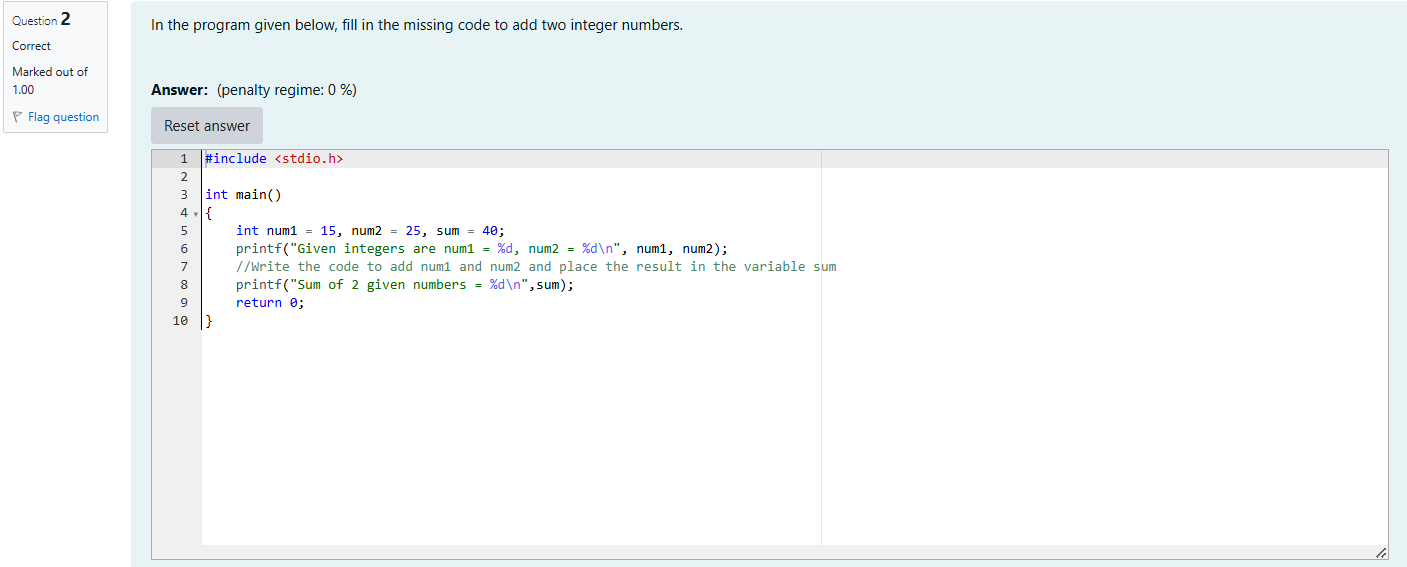 Question 2
Correct
Marked out of
1.00
Flag question
In the program given below, fill in the missing code to add two integer numbers.
Answer: (penalty regime: 0 %)
Reset answer
1 #include <stdio.h>
2
3 int main()
4 {
5     int num1 = 15, num2 = 25, sum = 40;
6     printf("Given integers are num1 = %d, num2 = %d\n", num1, num2);
7     //Write the code to add num1 and num2 and place the result in the variable sum
8     printf("Sum of 2 given numbers = %d\n",sum);
9     return 0;
10 }